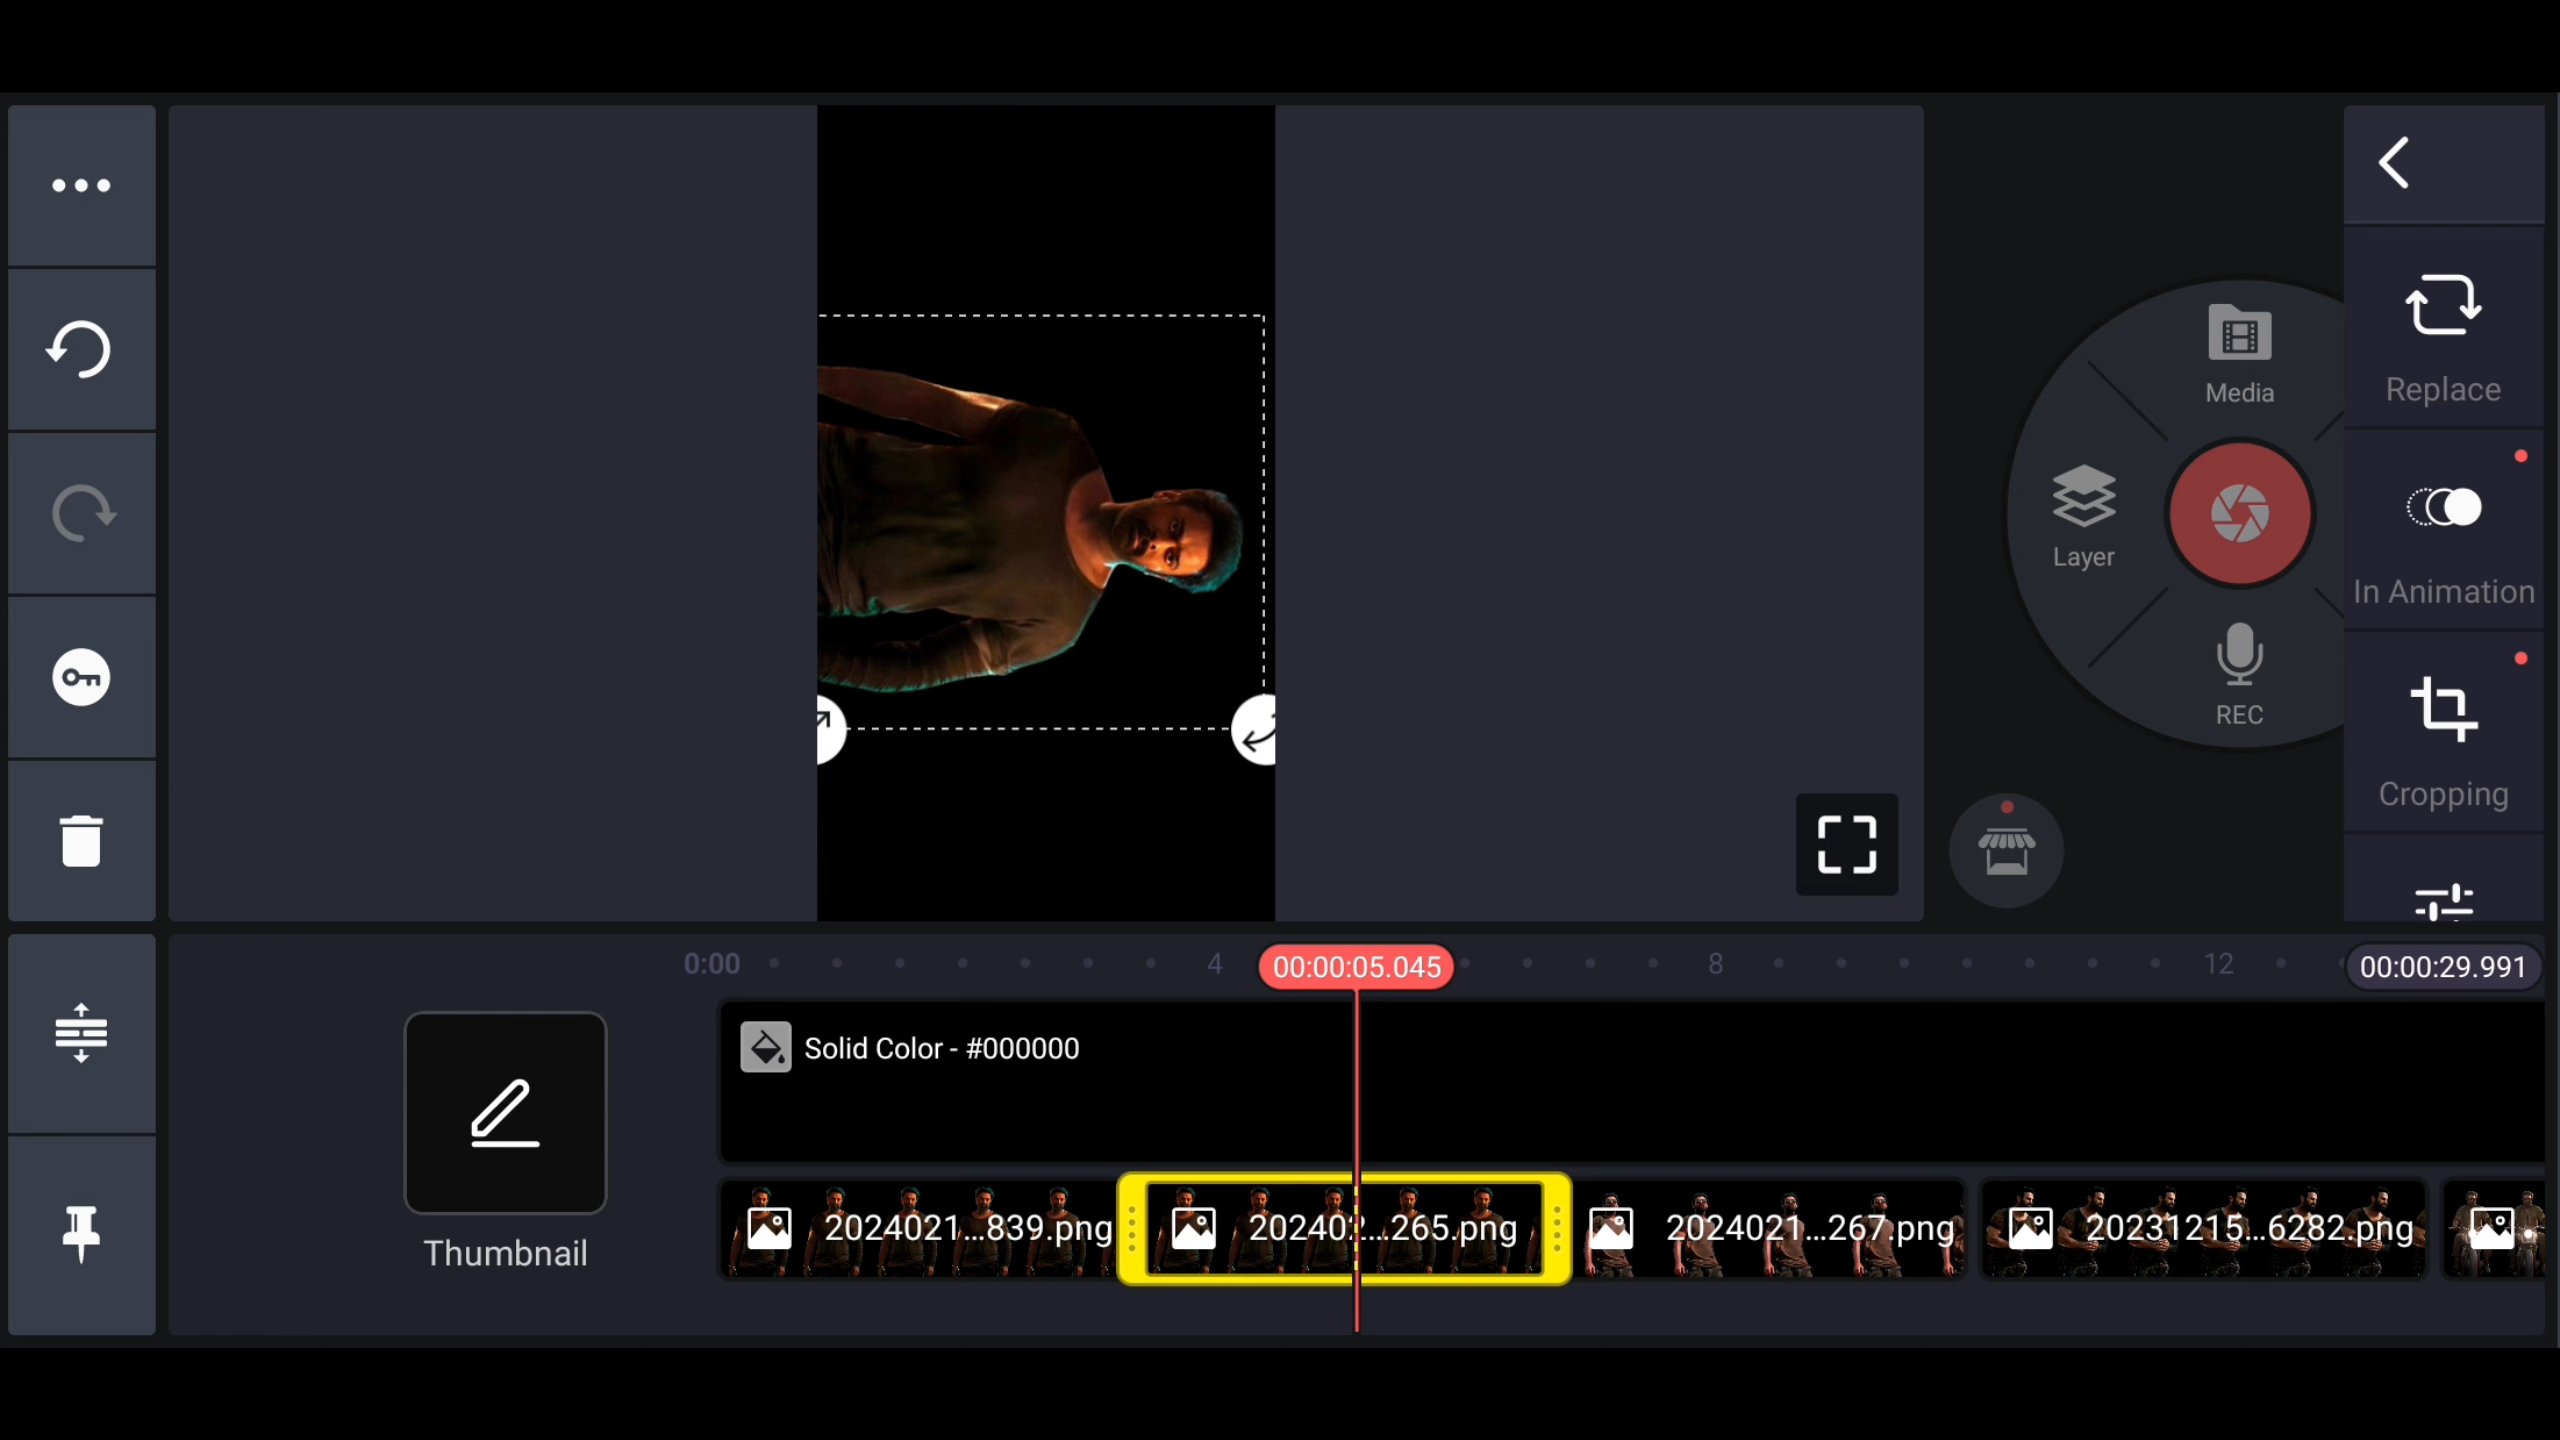 Media
Layer
REC
Replace
In Animation
Cropping
0:00
4
00:00:05.045
8
12
00:00:29.991
Thumbnail
Solid Color - #000000
2024021...839.png
202402...265.png
2024021...267.png
20231215...6282.png